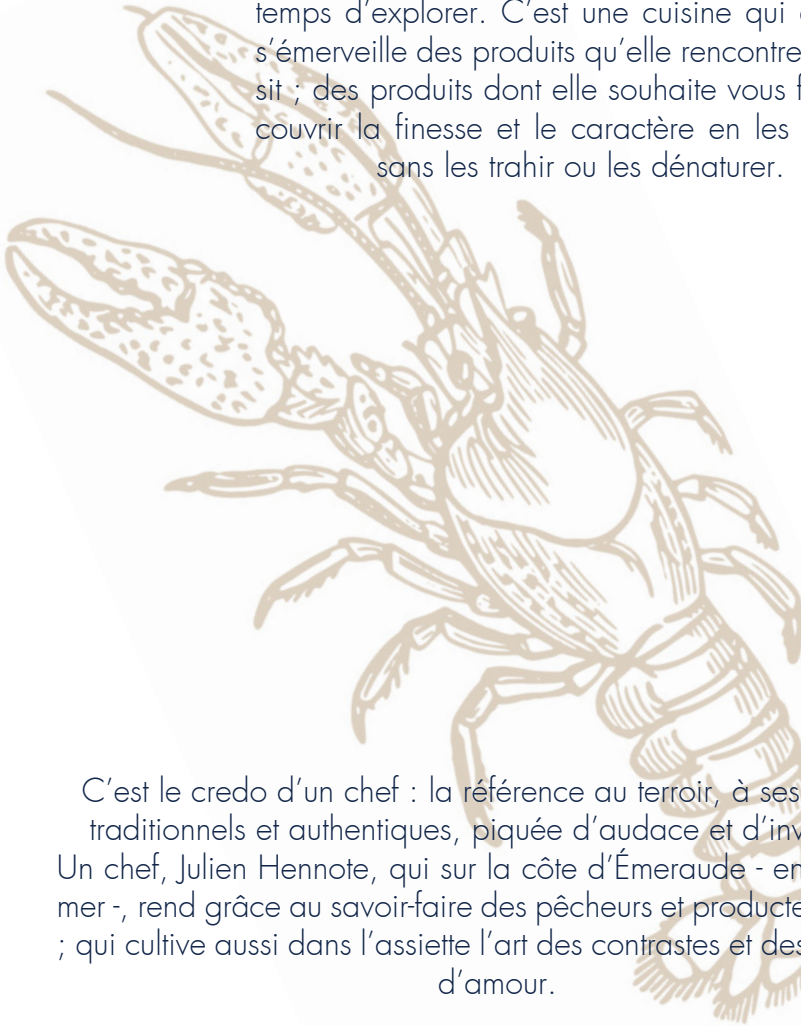 temps d’explorer. C’est une cuisine qui
s’émerveille des produits qu’elle rencontre
sit ; des produits dont elle souhaite vous
couvrir la finesse et le caractère en les
sans les trahir ou les dénaturer.
C’est le credo d’un chef : la référence au terroir, à ses
traditionnels et authentiques, piquée d’audace et d’inv
Un chef, Julien Hennote, qui sur la côte d’Émeraude - en
mer -, rend grâce au savoir-faire des pêcheurs et producte
; qui cultive aussi dans l’assiette l’art des contrastes et des
d’amour.